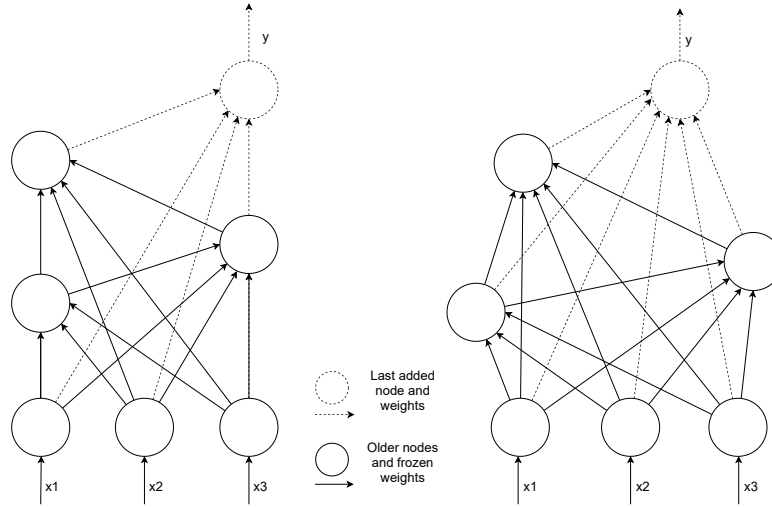 y
y
Last added
node and
weights
Older nodes
and frozen
weights
x1
x2
x3
x1
x2
x3